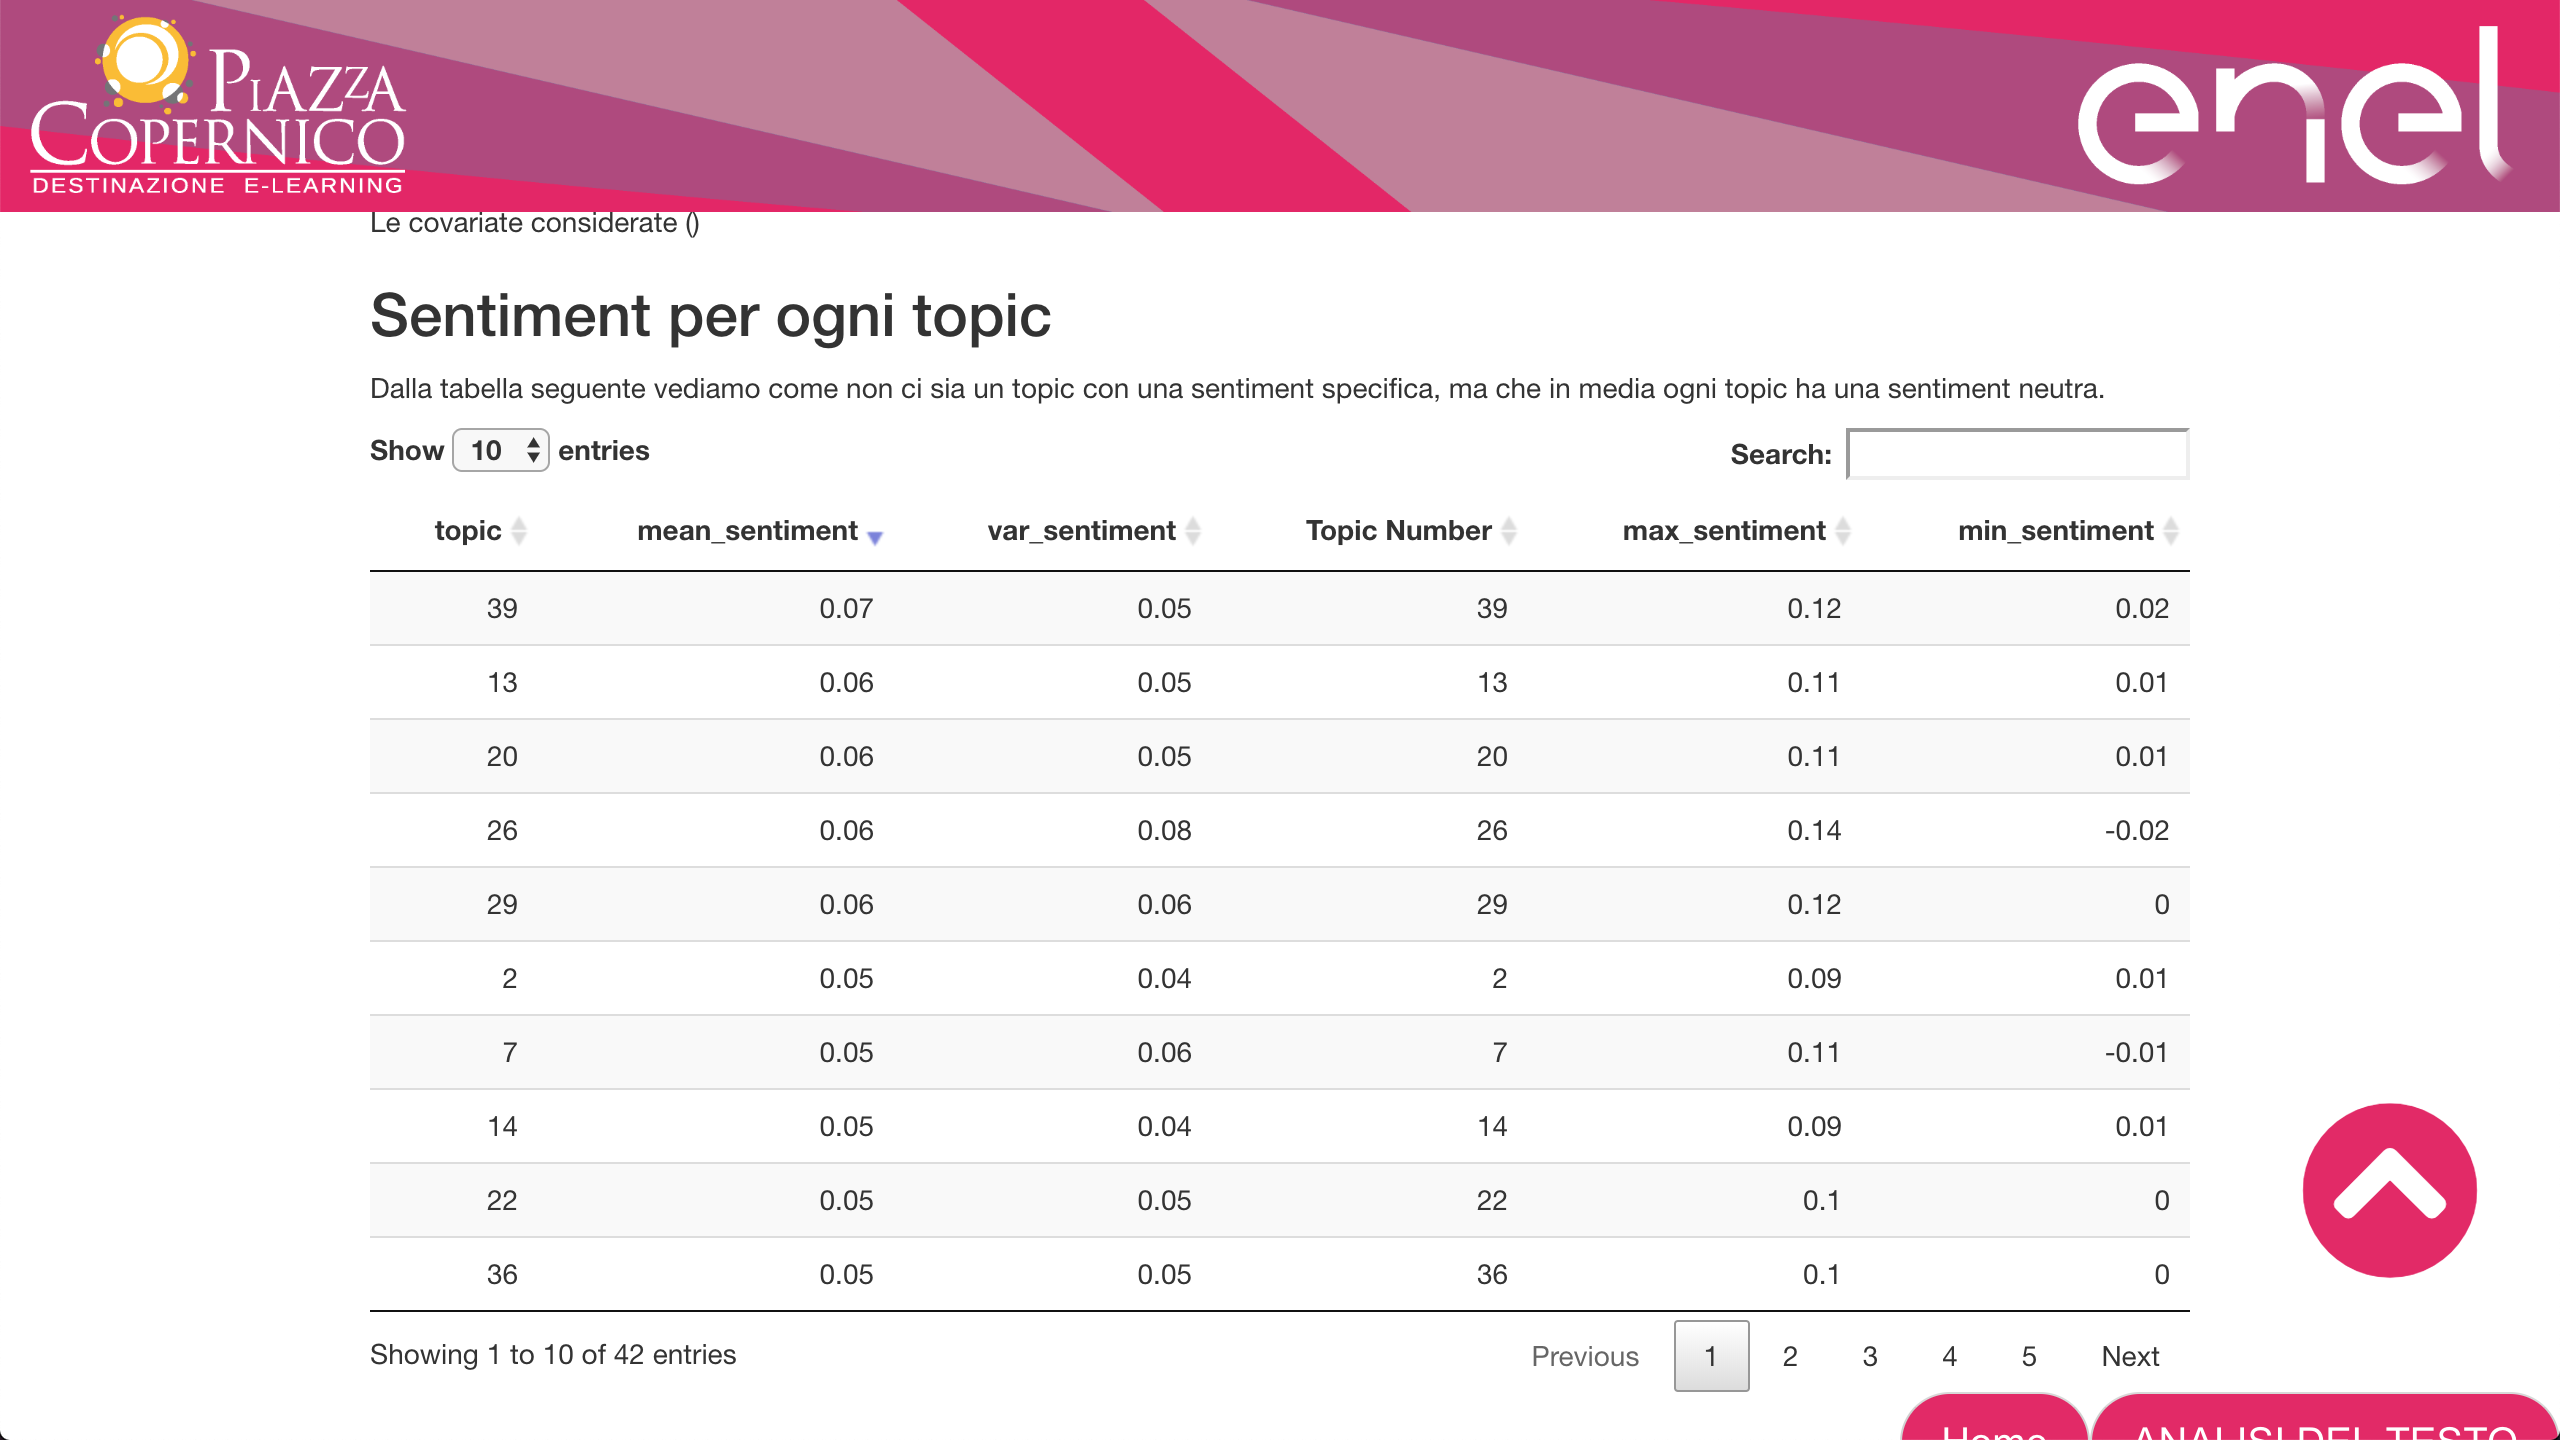 PIAZZA
COPERNICO
DESTINAZIONE E-LEARNING
enel
Le covariate considerate ()
Sentiment per ogni topic
Dalla tabella seguente vediamo come non ci sia un topic con una sentiment specifica, ma che in media ogni topic ha una sentiment neutra.
Show 10 entries Search:
topic mean_sentiment var_sentiment Topic Number max_sentiment min_sentiment
39 0.07 0.05 39 0.12 0.02
13 0.06 0.05 13 0.11 0.01
20 0.06 0.05 20 0.11 0.01
26 0.06 0.08 26 0.14 -0.02
29 0.06 0.06 29 0.12 0
2 0.05 0.04 2 0.09 0.01
7 0.05 0.06 7 0.11 -0.01
14 0.05 0.04 14 0.09 0.01
22 0.05 0.05 22 0.1 0
36 0.05 0.05 36 0.1 0
Showing 1 to 10 of 42 entries Previous 1 2 3 4 5 Next
Home ANALISI DEL TESTO